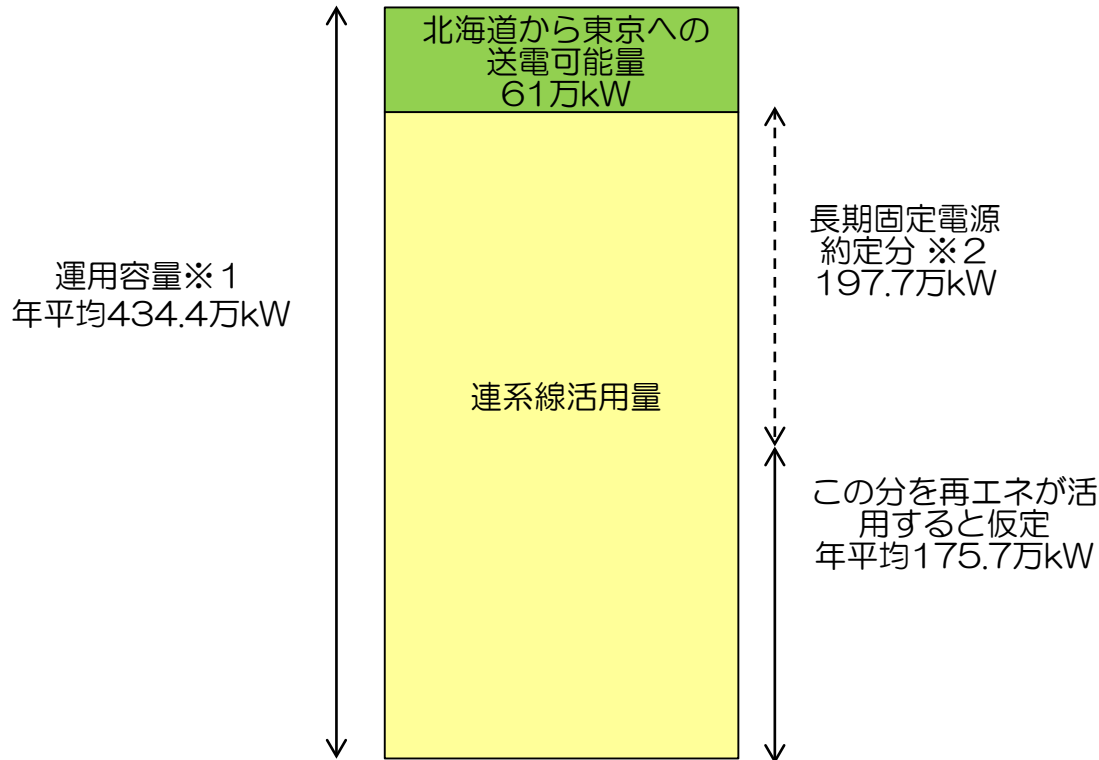 北海道から東京への
送電可能量
61万kW
運用容量※1
年平均434.4万kW
連系線活用量
長期固定電源
約定分 ※2
197.7万kW
この分を再エネが活
用すると仮定
年平均175.7万kW